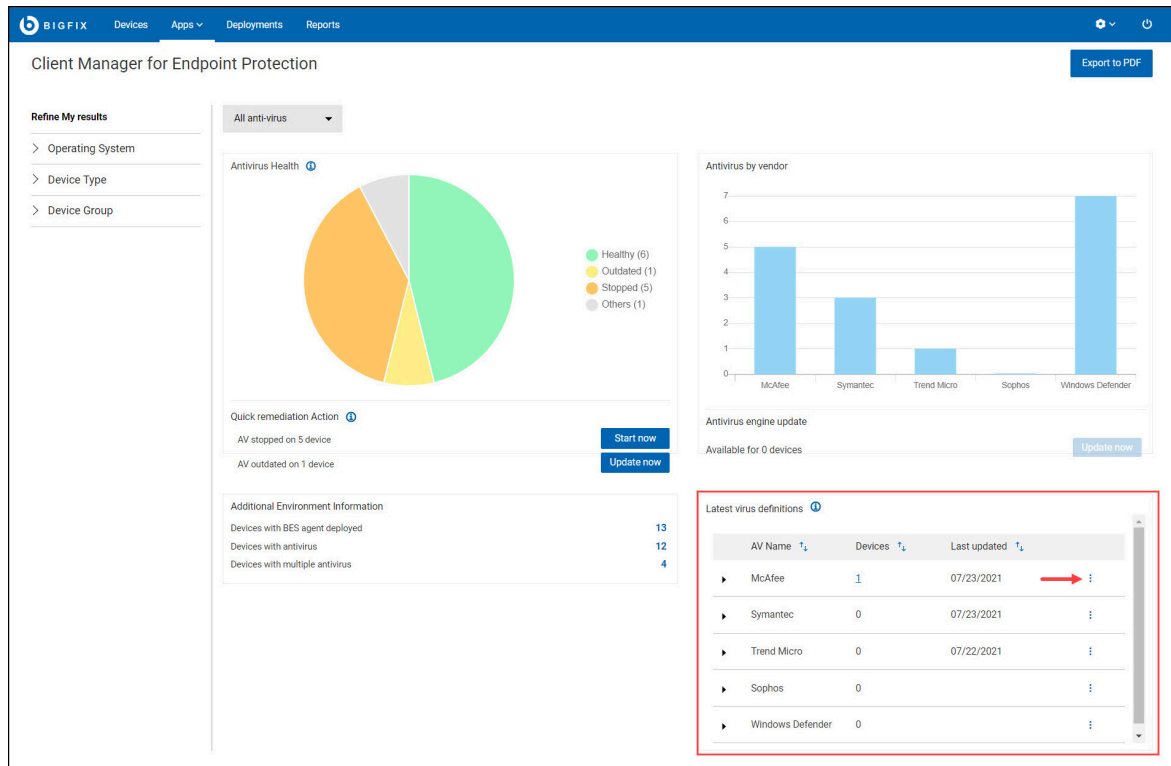 BIGFIX Devices Apps Deployments Reports
Client Manager for Endpoint Protection
Export to PDF
Refine My results
Operating System
Device Type
Device Group
All anti-virus
Antivirus Health
Healthy (6)
Outdated (1)
Stopped (5)
Others (1)
Quick remediation Action
AV stopped on 5 device Start now
AV outdated on 1 device Update now
Antivirus by vendor
7
6
5
4
3
2
1
0
McAfee Symantec Trend Micro Sophos Windows Defender
Antivirus engine update
Available for 0 devices Update now
Additional Environment Information
Devices with BES agent deployed 13
Devices with antivirus 12
Devices with multiple antivirus 4
Latest virus definitions
AV Name Devices Last updated
McAfee 1 07/23/2021
Symantec 0 07/23/2021
Trend Micro 0 07/22/2021
Sophos 0
Windows Defender 0